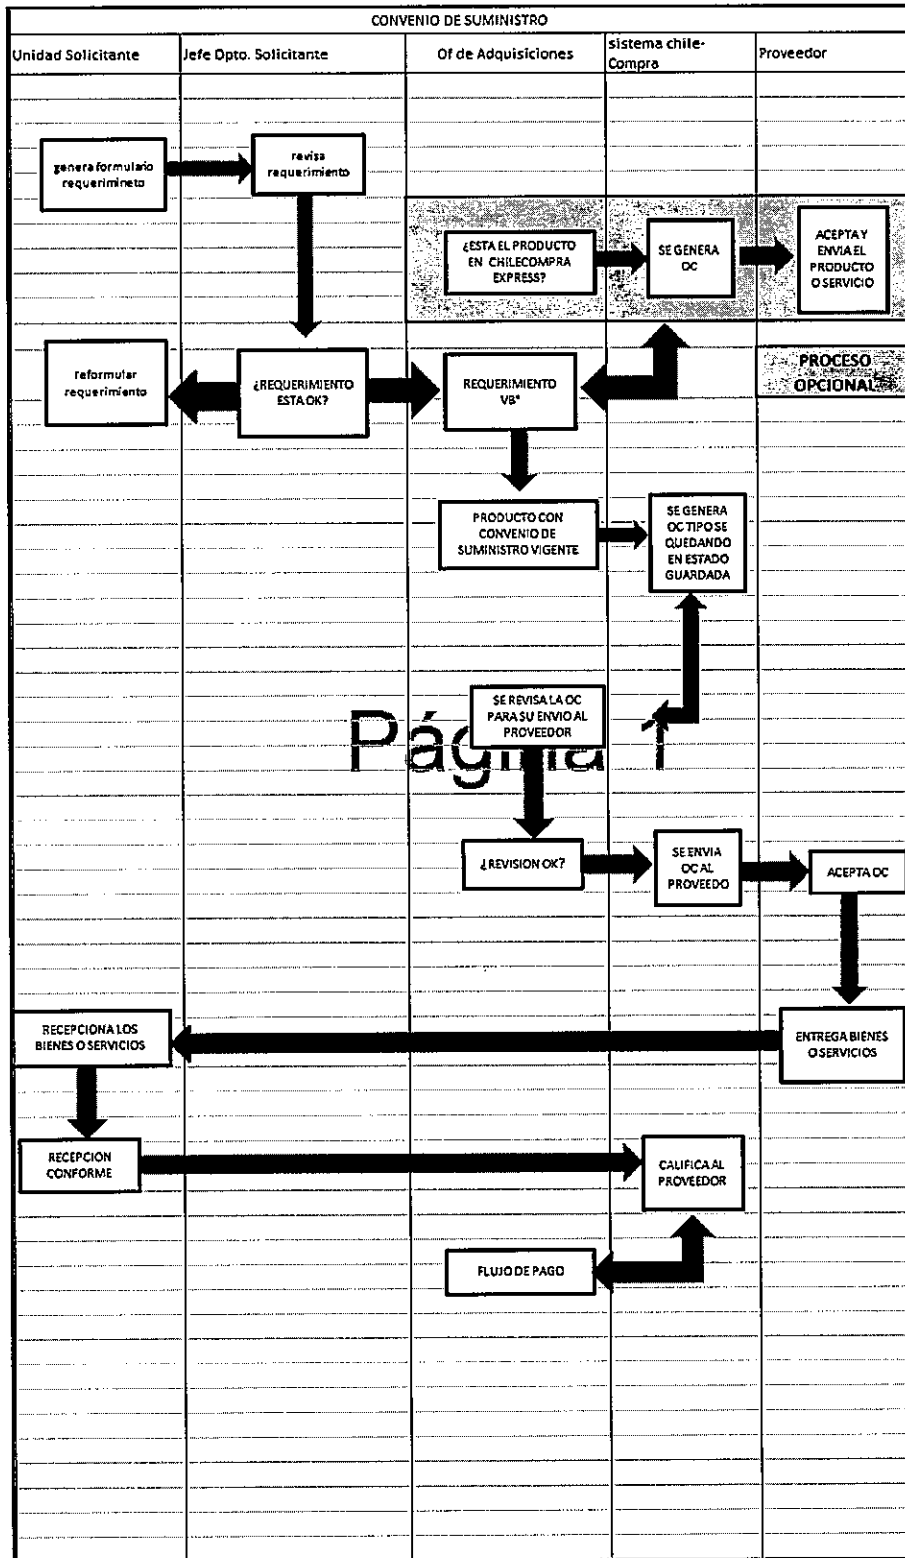 CONVENIO DE SUMINISTRO
Unidad Solicitante
Jefe Dpto. Solicitante
Of de Adquisiciones
sistema chile-
Compra
Proveedor
genera formulario
requerimineto
revisa
requerimiento
¿ESTA EL PRODUCTO
EN CHILECOMPRA
EXPRESS?
SE GENERA
OC
ACEPTA Y
ENVIA EL
PRODUCTO
O SERVICIO
reformular
requerimiento
¿REQUERIMIENTO
ESTA OK?
REQUERIMIENTO
VB°
PROCESO
OPCIONAL
PRODUCTO CON
CONVENIO DE
SUMINISTRO VIGENTE
SE GENERA
OC TIPO SE
QUEDANDO
EN ESTADO
GUARDADA
SE REVISA LA OC
PARA SU ENVIO AL
PROVEEDOR
Página 1
¿REVISION OK?
SE ENVIA
OC AL
PROVEEDO
ACEPTA OC
RECEPCIONA LOS
BIENES O SERVICIOS
ENTREGA BIENES
O SERVICIOS
RECEPCION
CONFORME
CALIFICA AL
PROVEEDOR
FLUJO DE PAGO